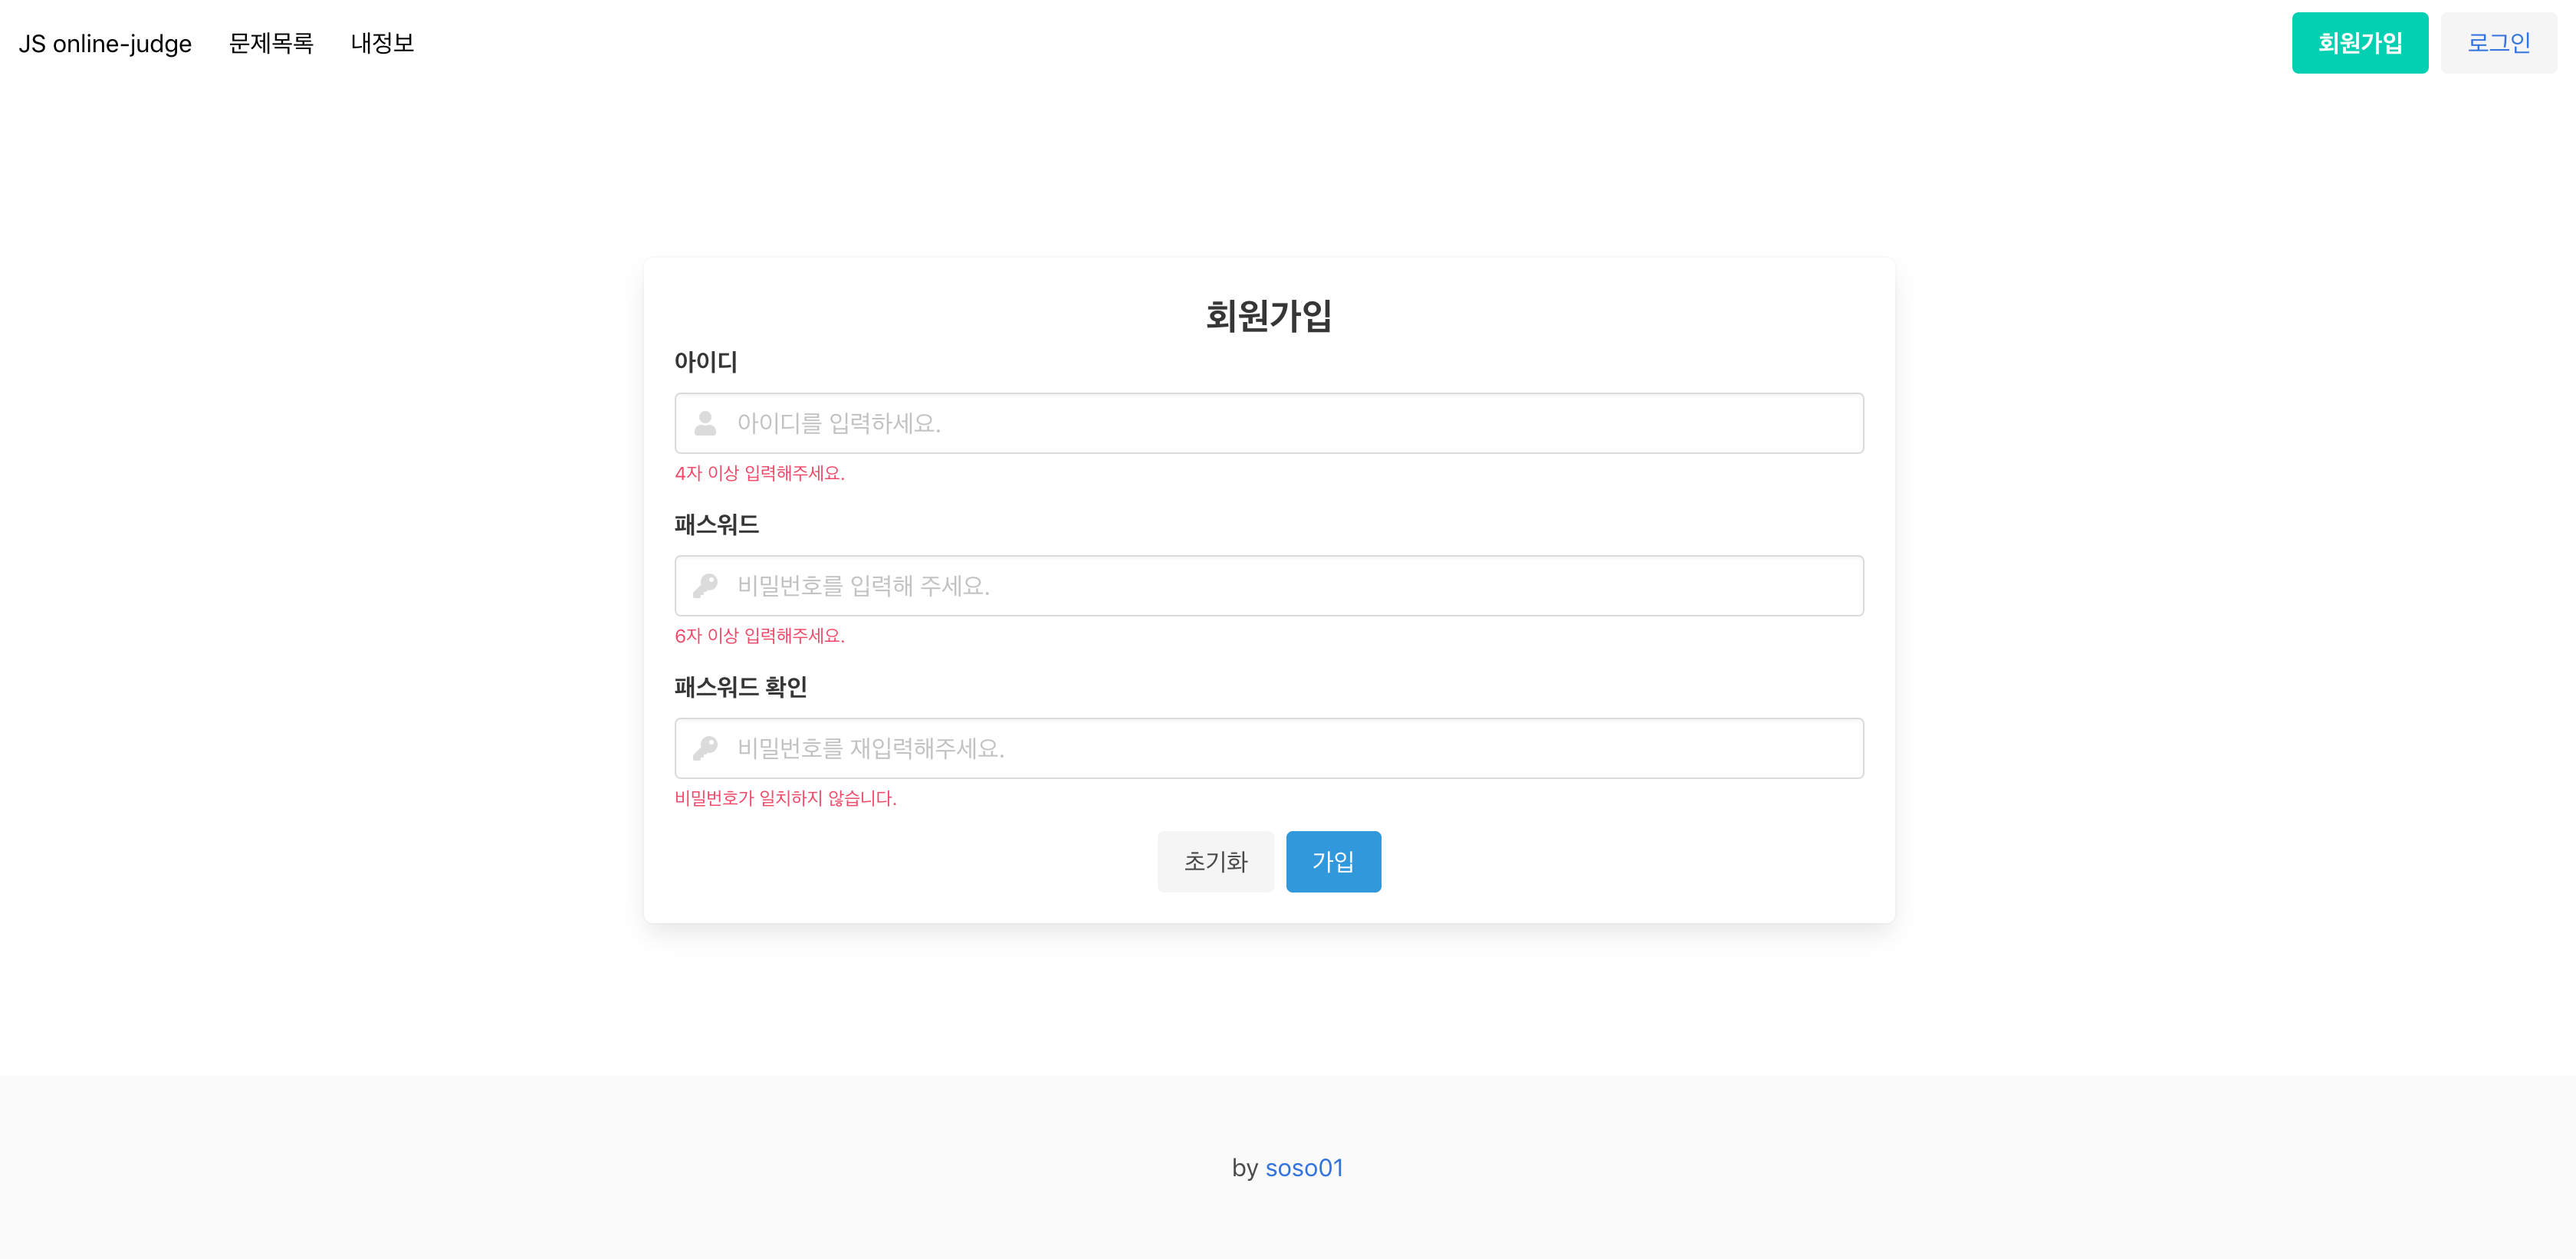 JS online-judge 문제목록 내정보 회원가입 로그인
회원가입
아이디
아이디를 입력하세요.
4자 이상 입력해주세요.
패스워드
비밀번호를 입력해 주세요.
6자 이상 입력해주세요.
패스워드 확인
비밀번호를 재입력해주세요.
비밀번호가 일치하지 않습니다.
초기화 가입
by soso01